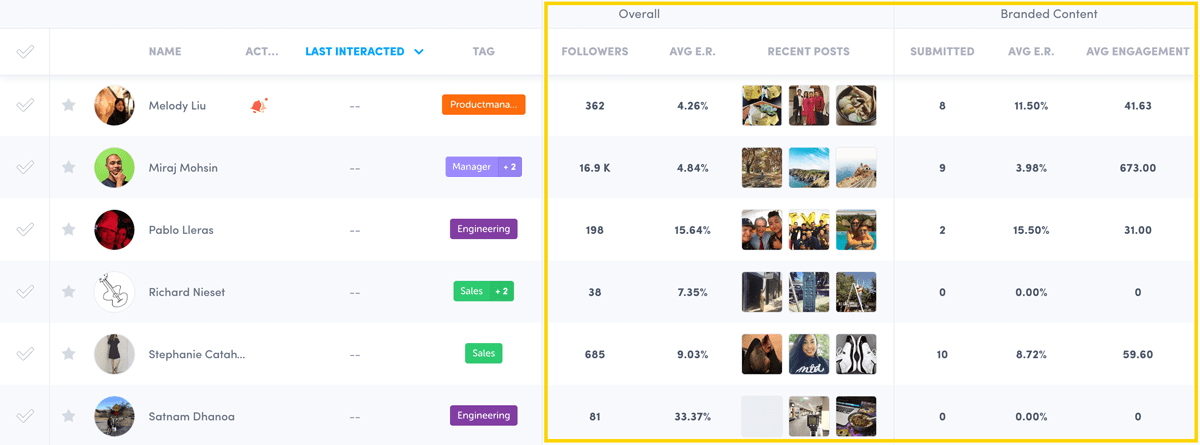 Overall Branded Content
NAME ACT... LAST INTERACTED TAG FOLLOWERS AVG E.R. RECENT POSTS SUBMITTED AVG E.R. AVG ENGAGEMENT
Melody Liu -- Productmana... 362 4.26% 8 11.50% 41.63
Miraj Mohsin -- Manager + 2 16.9 K 4.84% 9 3.98% 673.00
Pablo Lleras -- Engineering 198 15.64% 2 15.50% 31.00
Richard Nieset -- Sales + 2 38 7.35% 0 0.00% 0
Stephanie Catah... -- Sales 685 9.03% 10 8.72% 59.60
Satnam Dhanoa -- Engineering 81 33.37% 0 0.00% 0